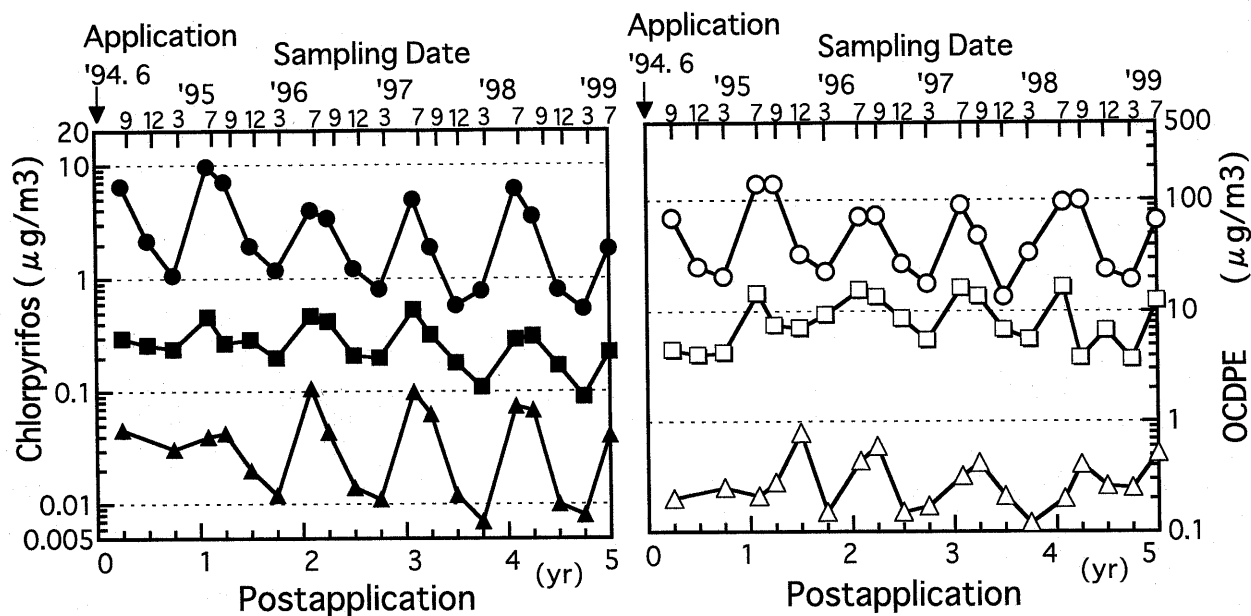 Application
Sampling Date
'94. 6 '95 '96 '97 '98 '99
9 12 3 7 9 12 3 7 9 12 3 7 9 12 3 7 9 12 3 7
20
10
1
0.1
0.01
0.005
Chlorpyrifos ( μ g/m3 )
0 1 2 3 4 5
(yr)
Postapplication
Application
Sampling Date
'94. 6 '95 '96 '97 '98 '99
9 12 3 7 9 12 3 7 9 12 3 7 9 12 3 7 9 12 3 7
500
100
10
1
0.1
OCDPE ( μ g/m3)
0 1 2 3 4 5
(yr)
Postapplication